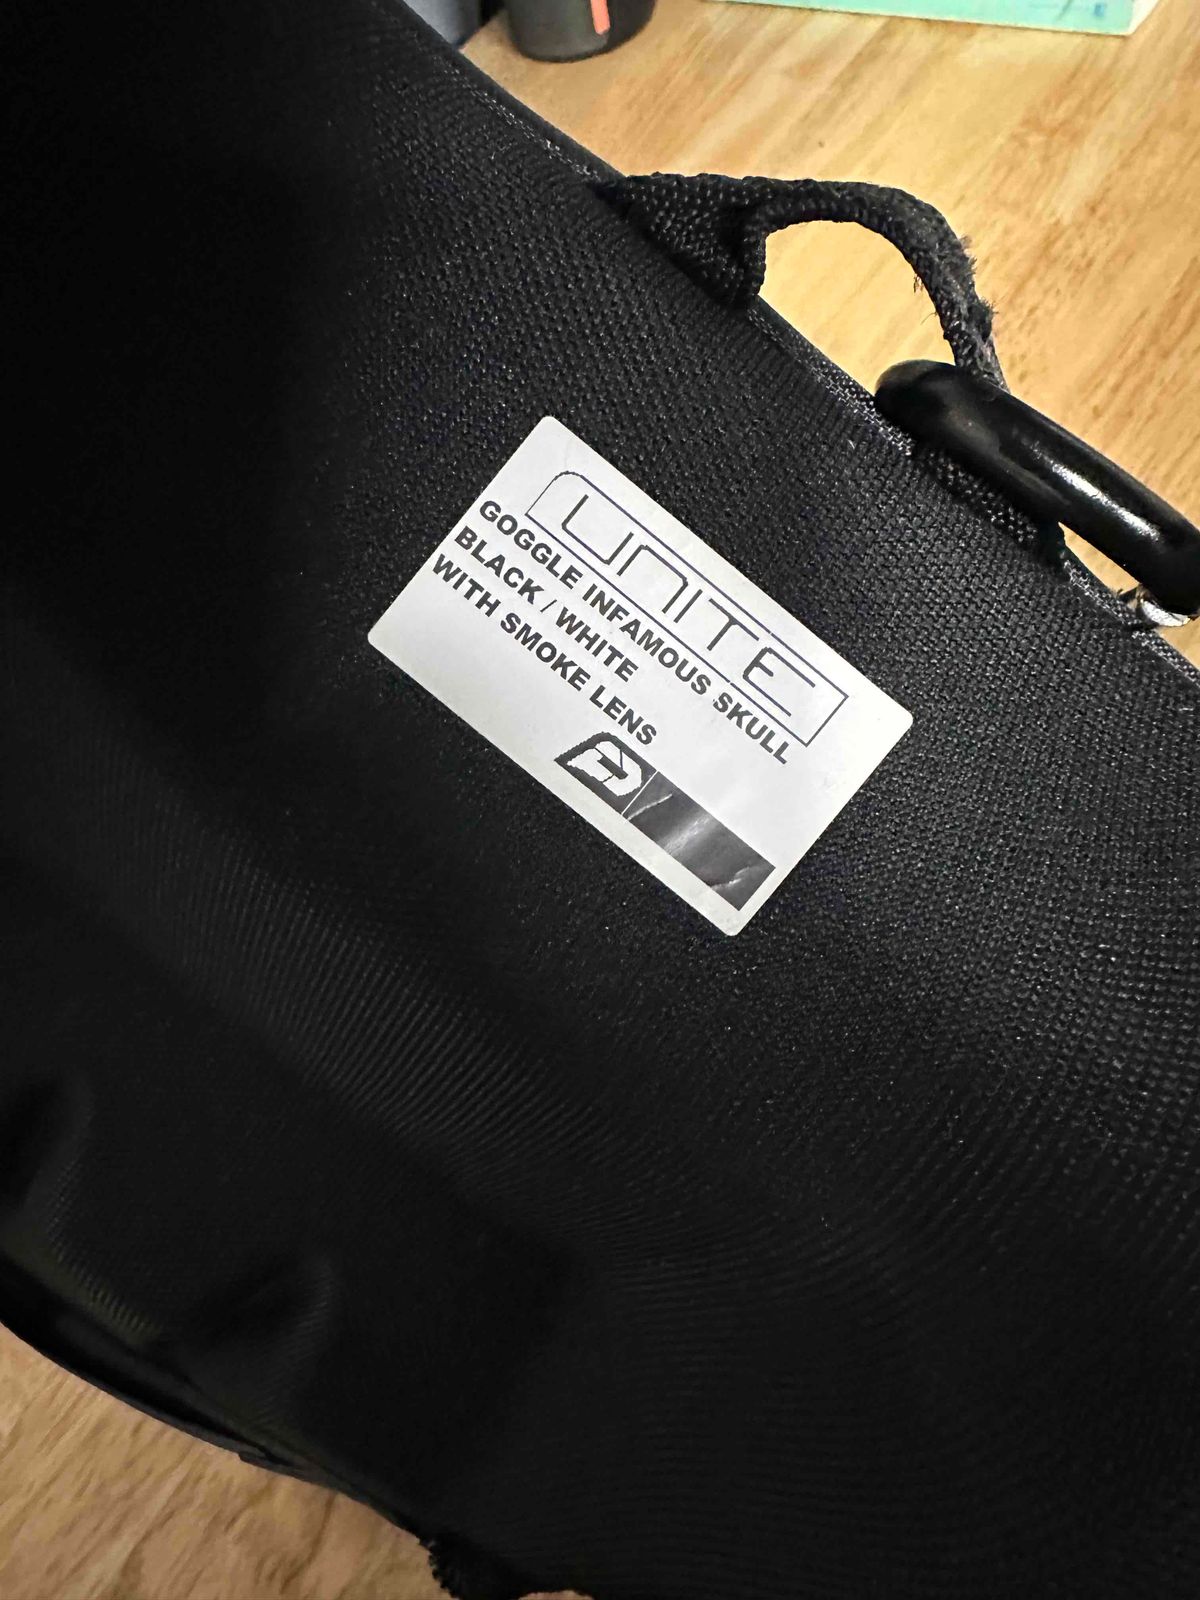 UNITE
GOGGLE INFAMOUS SKULL
BLACK / WHITE
WITH SMOKE LENS